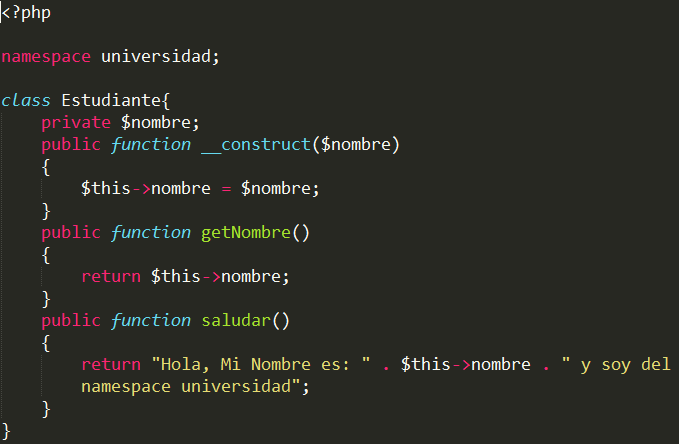 <?php
namespace universidad;
class Estudiante{
    private $nombre;
    public function __construct($nombre)
    {
        $this->nombre = $nombre;
    }
    public function getNombre()
    {
        return $this->nombre;
    }
    public function saludar()
    {
        return "Hola, Mi Nombre es: " . $this->nombre . " y soy del
        namespace universidad";
    }
}